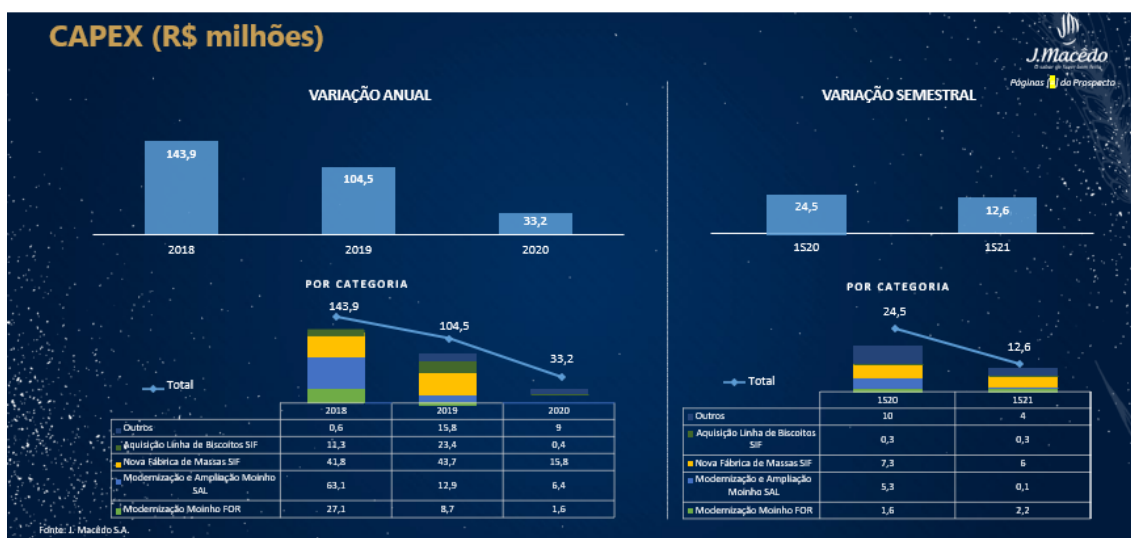 CAPEX (R$ milhões)
J.Macêdo
O sabor de fazer bem feito
Páginas [ ] do Prospecto
VARIAÇÃO ANUAL
143,9
104,5
33,2
2018
2019
2020
POR CATEGORIA
143,9
104,5
33,2
Total
2018 2019 2020
Outros 0,6 15,8 9
Aquisição Linha de Biscoitos SIF 11,3 23,4 0,4
Nova Fábrica de Massas SIF 41,8 43,7 15,8
Modernização e Ampliação Moinho
SAL 63,1 12,9 6,4
Modernização Moinho FOR 27,1 8,7 1,6
Fonte: J. Macêdo S.A.
VARIAÇÃO SEMESTRAL
24,5
12,6
1S20
1S21
POR CATEGORIA
24,5
12,6
Total
1S20 1S21
Outros 10 4
Aquisição Linha de Biscoitos
SIF 0,3 0,3
Nova Fábrica de Massas SIF 7,3 6
Modernização e Ampliação
Moinho SAL 5,3 0,1
Modernização Moinho FOR 1,6 2,2